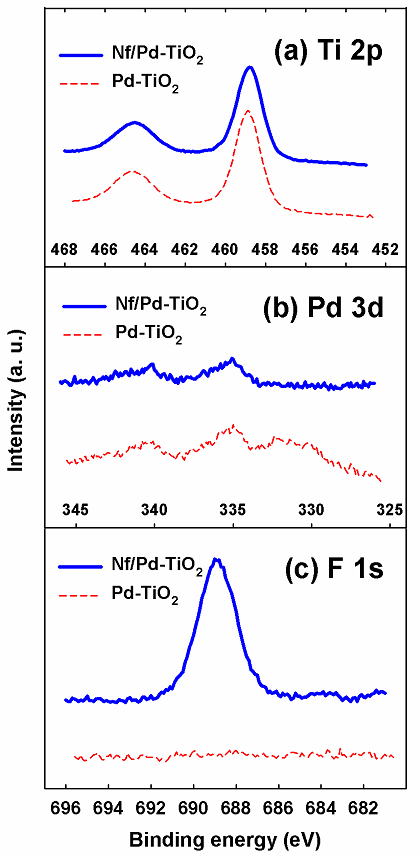 Nf/Pd-TiO₂
Pd-TiO₂
(a) Ti 2p
468 466 464 462 460 458 456 454 452
Nf/Pd-TiO₂
Pd-TiO₂
(b) Pd 3d
345 340 335 330 325
Nf/Pd-TiO₂
Pd-TiO₂
(c) F 1s
696 694 692 690 688 686 684 682
Binding energy (eV)
Intensity (a. u.)